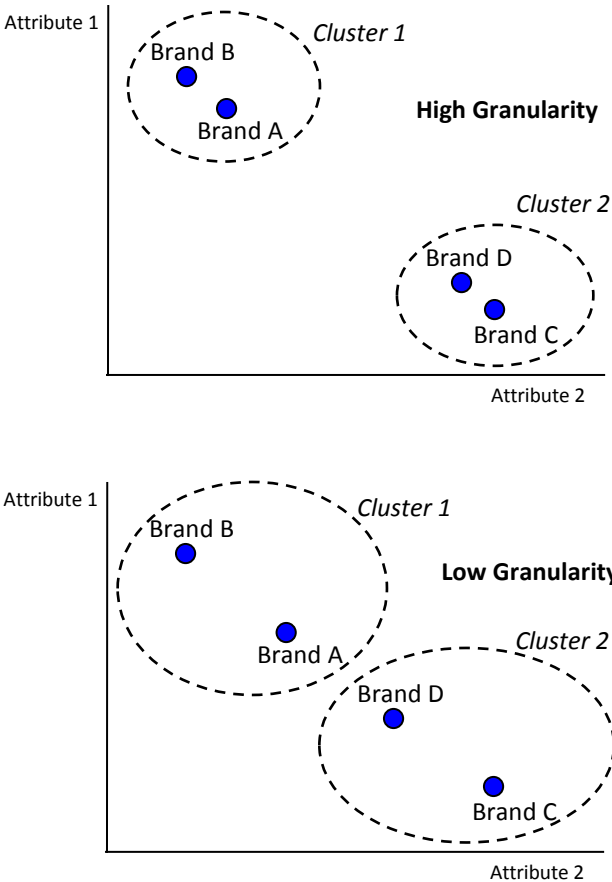 Attribute 1
Cluster 1
Brand B
High Granularity
Brand A
Cluster 2
Brand D
Brand C
Attribute 2
Attribute 1
Cluster 1
Brand B
Low Granularity
Cluster 2
Brand A
Brand D
Brand C
Attribute 2